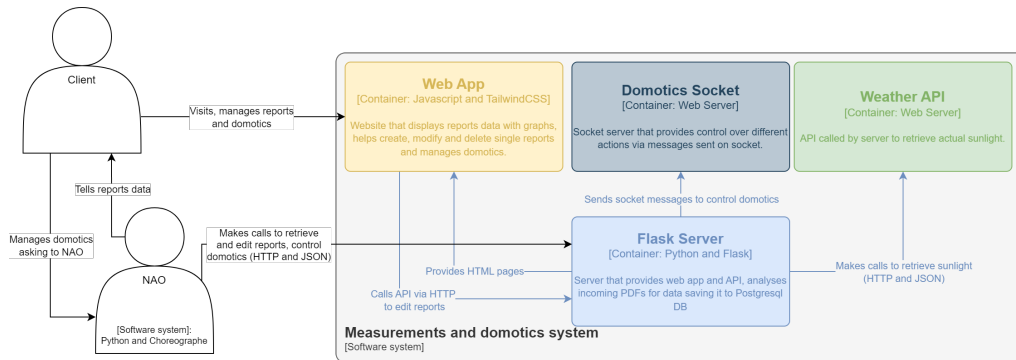 Client
Visits, manages reports
and domotics
Web App
[Container: Javascript and TailwindCSS]
Website that displays reports data with graphs,
helps create, modify and delete single reports
and manages domotics.
Domotics Socket
[Container: Web Server]
Socket server that provides control over different
actions via messages sent on socket.
Weather API
[Container: Web Server]
API called by server to retrieve actual sunlight.
Tells reports data
Sends socket messages to control domotics
Manages domotics
asking to NAO
NAO
[Software system]:
Python and Choreographe
Makes calls to retrieve
and edit reports, control
domotics (HTTP and JSON)
Provides HTML pages
Calls API via HTTP
to edit reports
Flask Server
[Container: Python and Flask]
Server that provides web app and API, analyses
incoming PDFs for data saving it to Postgresql
DB
Makes calls to retrieve sunlight
(HTTP and JSON)
Measurements and domotics system
[Software system]